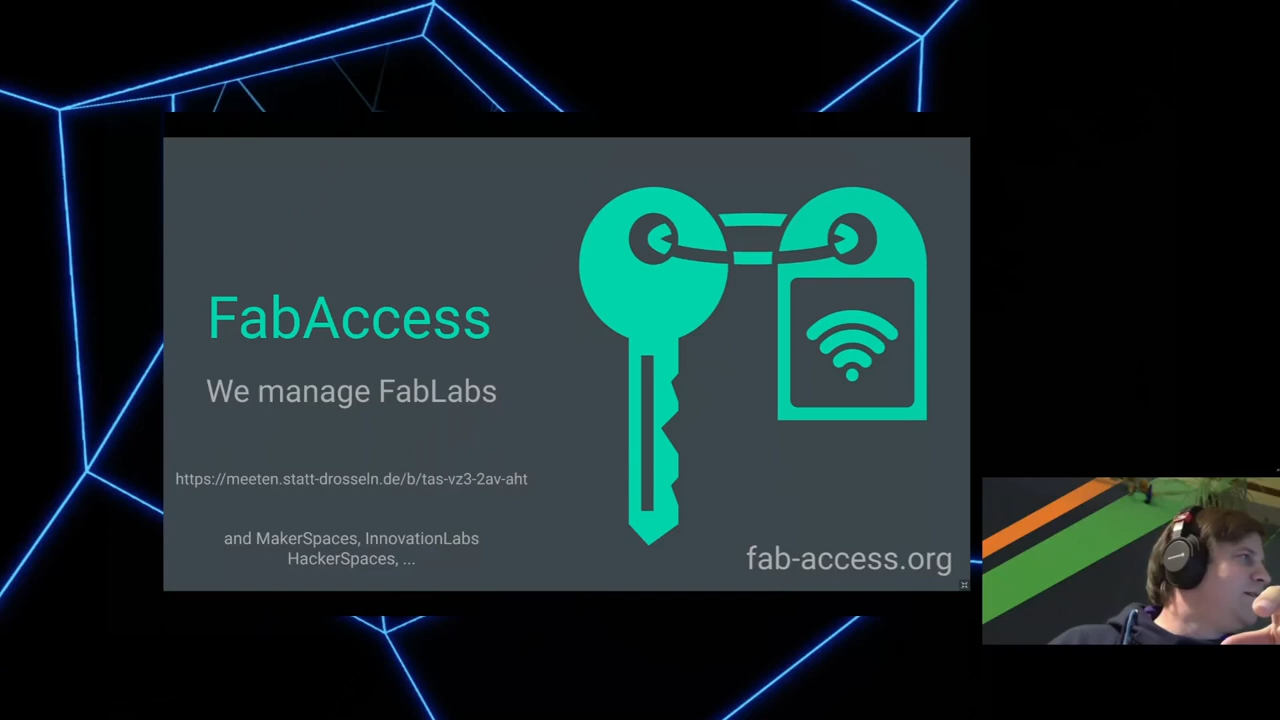 FabAccess
We manage FabLabs
https://meeten.statt-drosseln.de/b/tas-vz3-2av-aht
and MakerSpaces, InnovationLabs
HackerSpaces, ...
fab-access.org